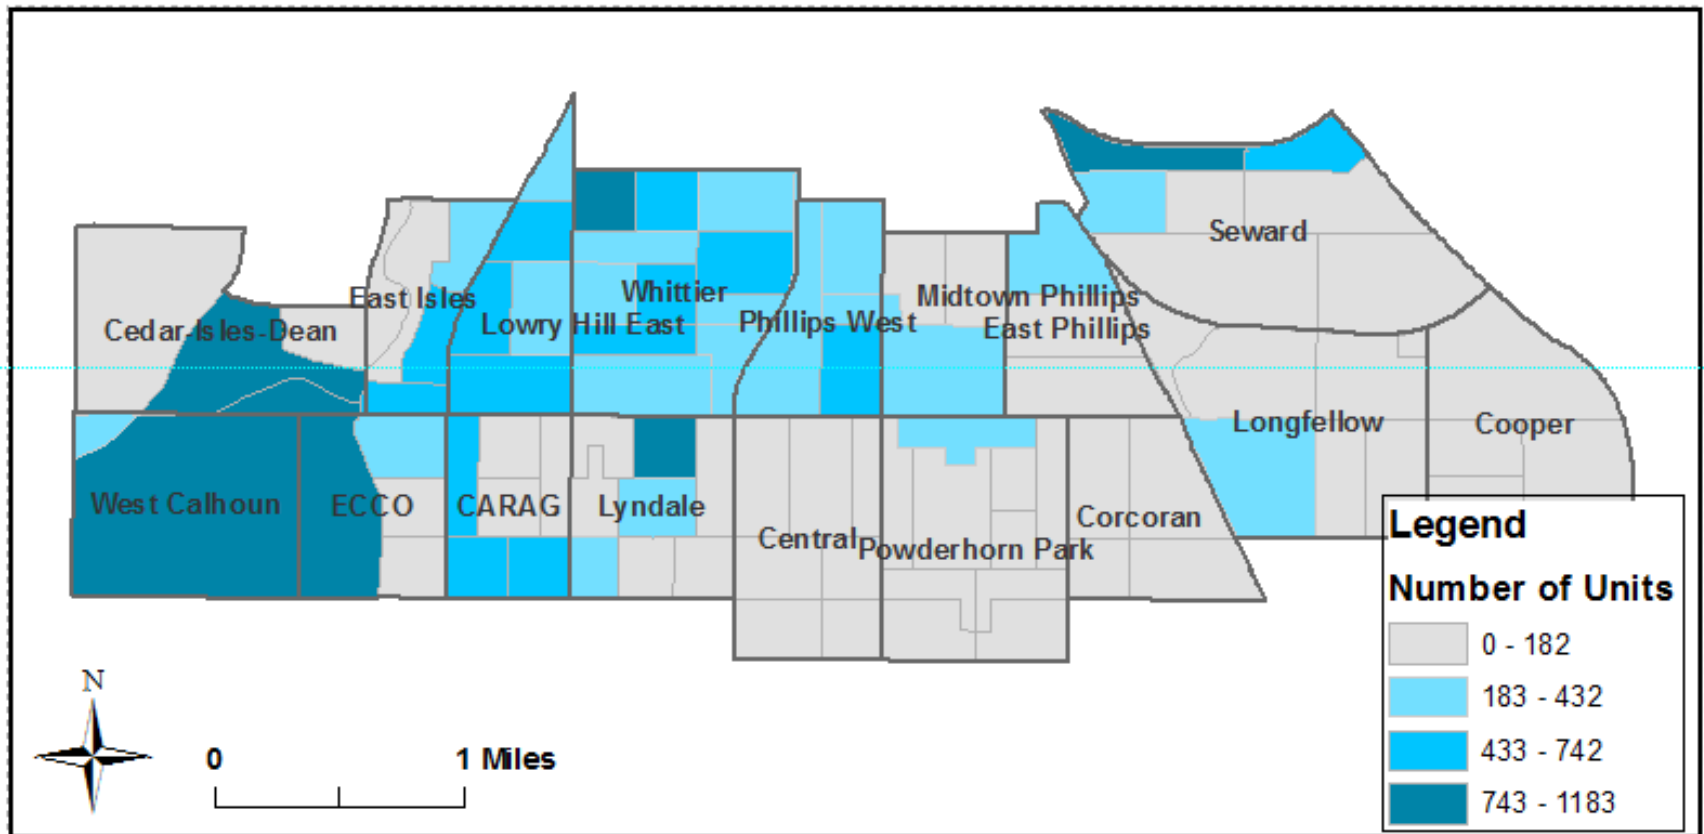 Seward
East Isles
Whittier
Midtown Phillips
Cedar-Isles-Dean
Lowry Hill East
Phillips West
East Phillips
Longfellow
Cooper
West Calhoun
ECCO
CARAG
Lyndale
Central
Powderhorn Park
Corcoran
Legend
Number of Units
0 - 182
183 - 432
433 - 742
743 - 1183
N
0
1 Miles